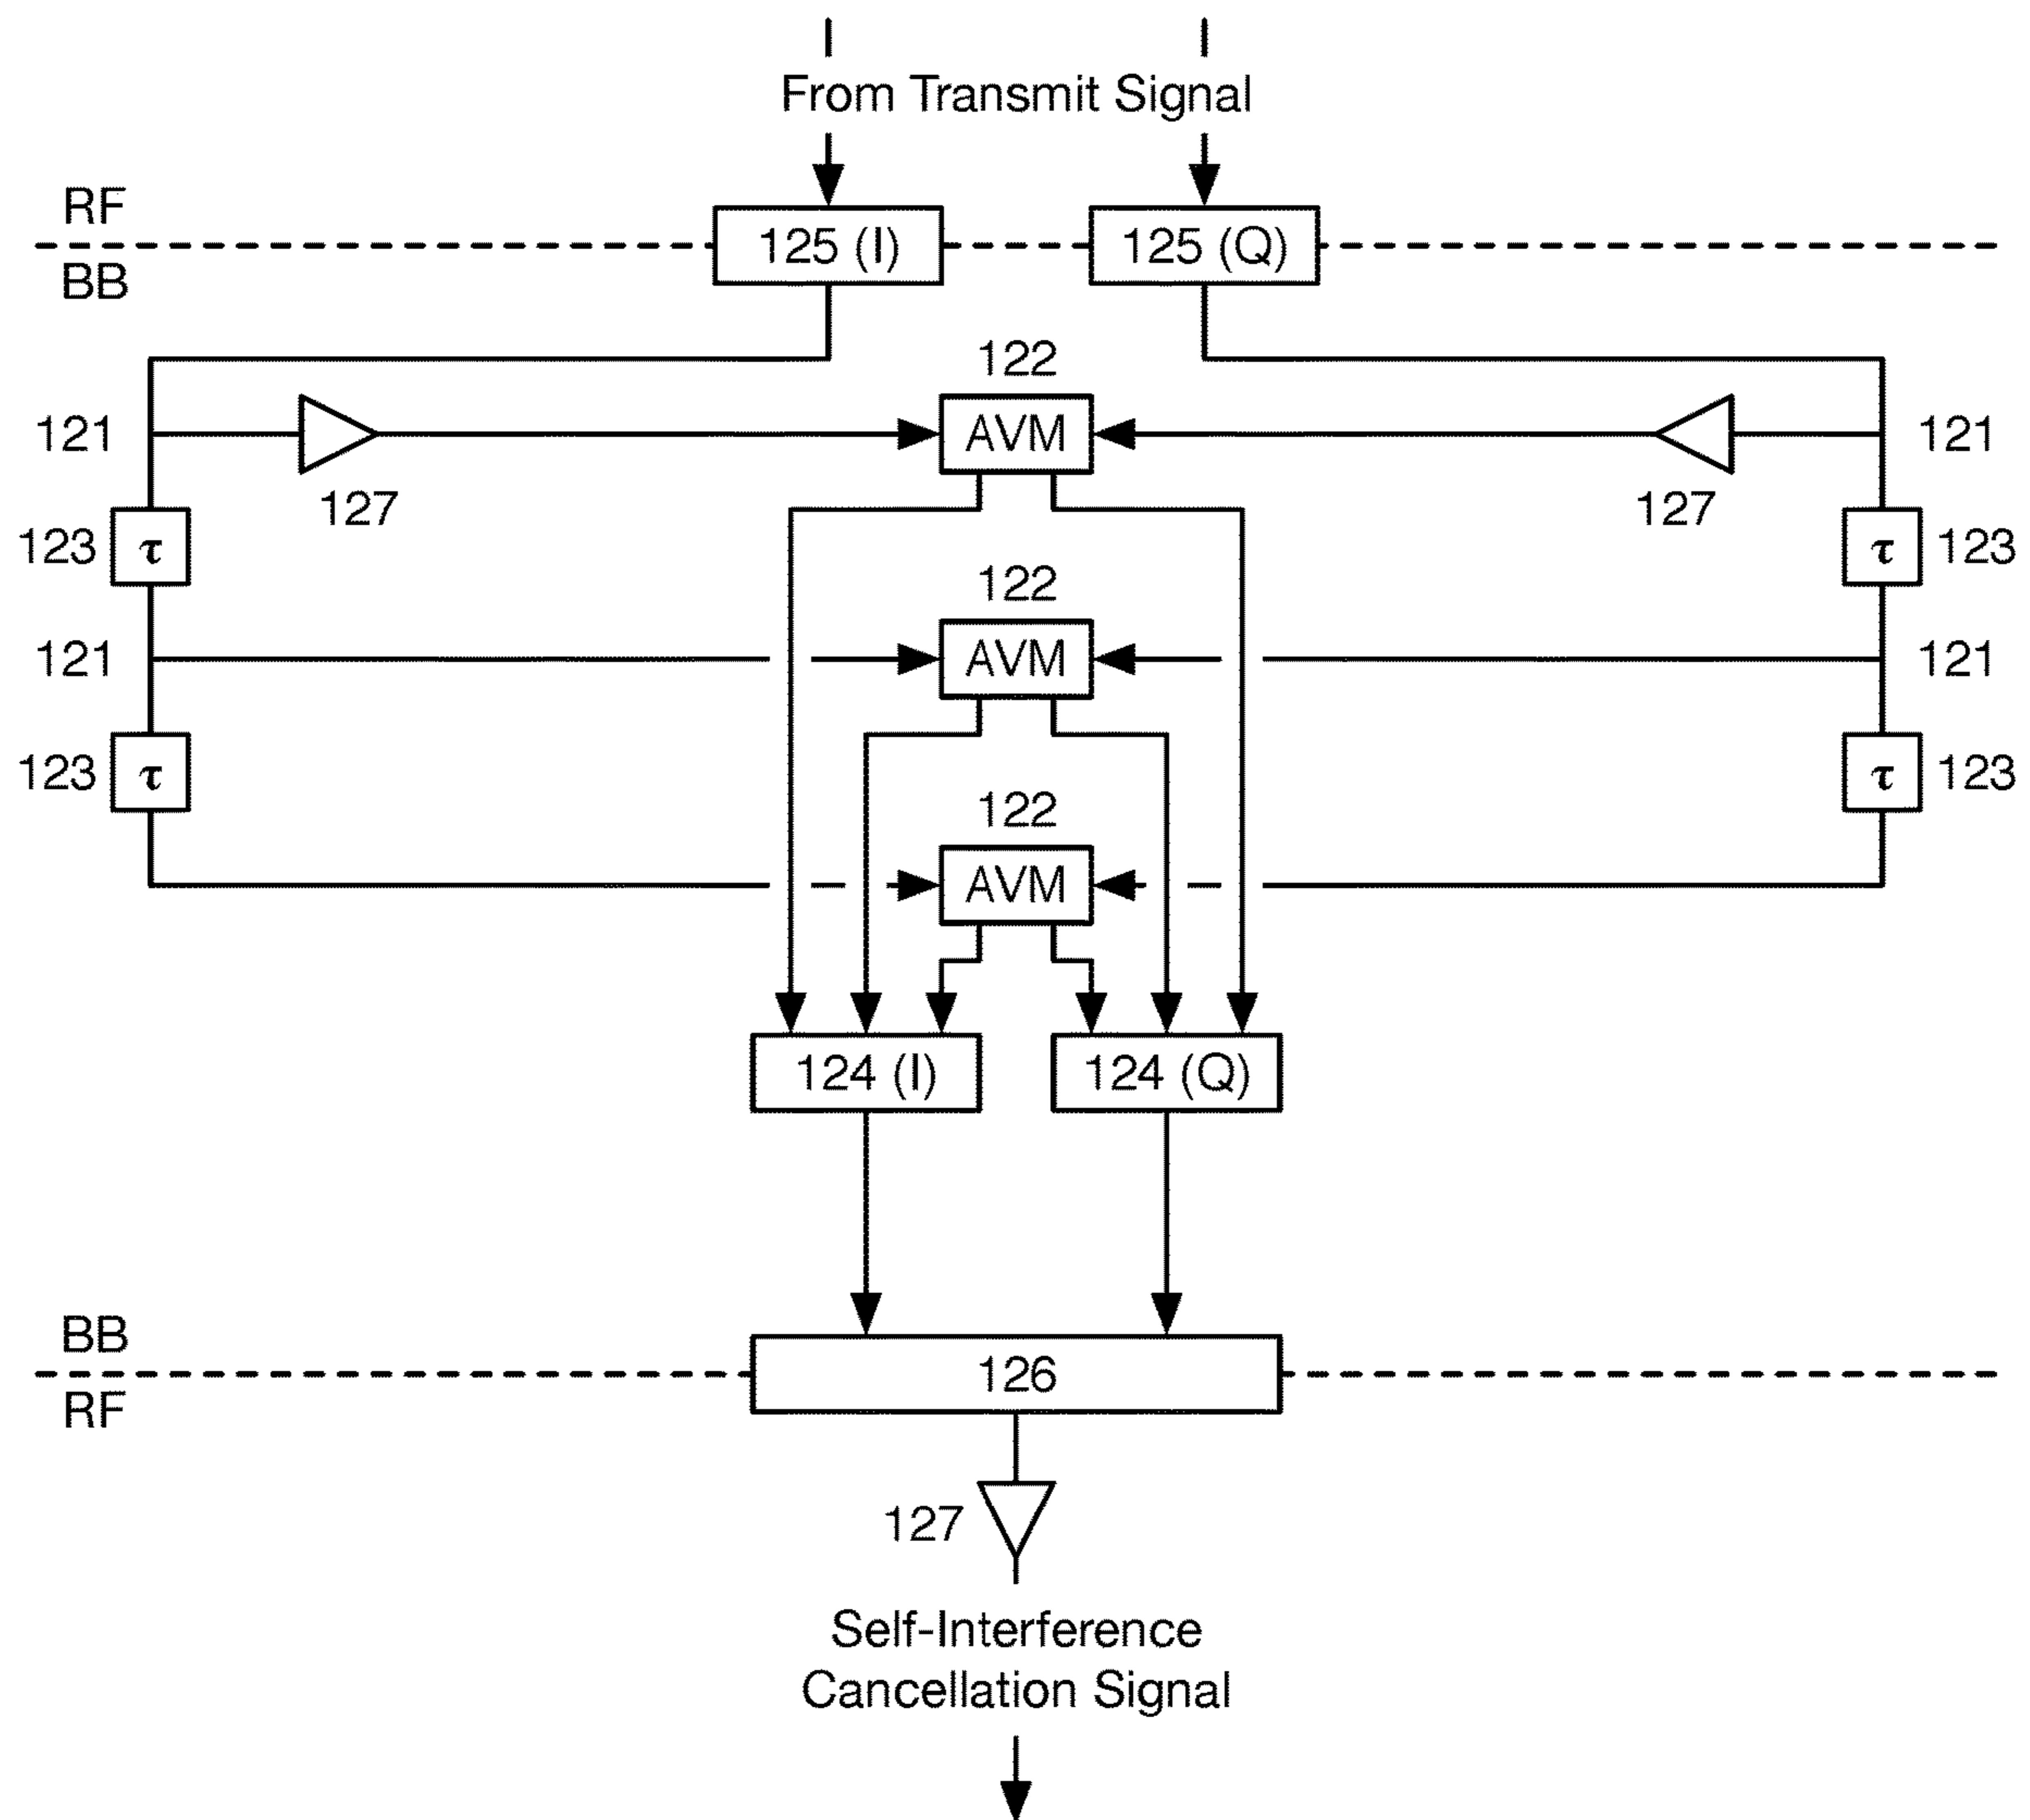 From Transmit Signal
RF
125 (I) 125 (Q)
BB
122
121 AVM 121
127 127
123 τ τ 123
122
121 AVM 121
123 τ τ 123
122
AVM
124 (I) 124 (Q)
BB
126
RF
127
Self-Interference
Cancellation Signal